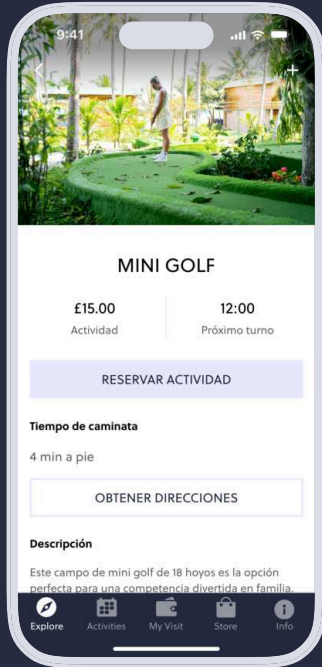 9:41
MINI GOLF
£15.00
Actividad
12:00
Próximo turno
RESERVAR ACTIVIDAD
Tiempo de caminata
4 min a pie
OBTENER DIRECCIONES
Descripción
Este campo de mini golf de 18 hoyos es la opción
perfecta para una competencia divertida en familia.
Explore
Activities
My Visit
Store
Info